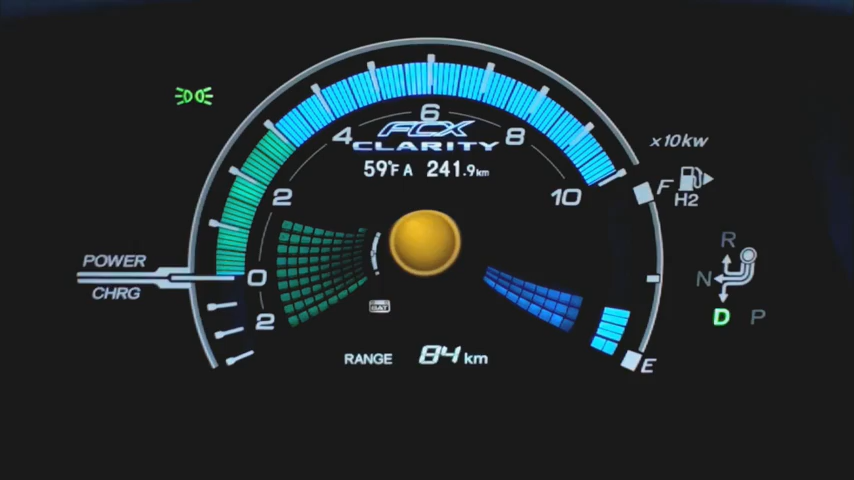 6
4
8
FCX
CLARITY
x10kw
59°F A 241.9km
F
H2
2
10
R
POWER
0
N
CHRG
BAT
D P
2
RANGE 84 km
E